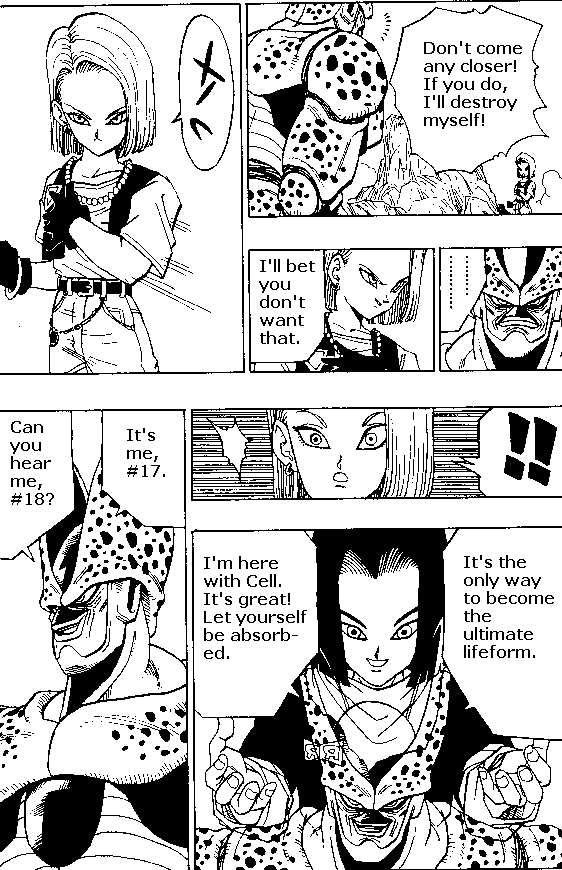 Don't come
any closer!
If you do,
I'll destroy
myself!
I'll bet
you
don't
want
that.
!!
It's
me,
#17.
Can
you
hear
me,
#18?
It's the
only way
to become
the
ultimate
lifeform.
I'm here
with Cell.
It's great!
Let yourself
be absorb-
ed.